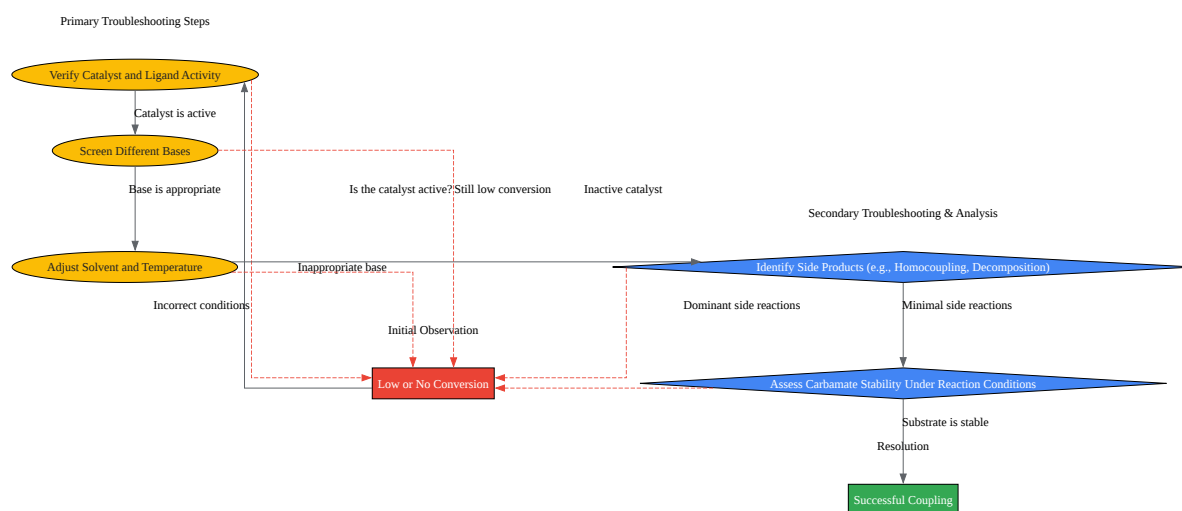 Primary Troubleshooting Steps
Verify Catalyst and Ligand Activity
Catalyst is active
Screen Different Bases
Base is appropriate
Is the catalyst active?
Still low conversion
Inactive catalyst
Secondary Troubleshooting & Analysis
Adjust Solvent and Temperature
Inappropriate base
Identify Side Products (e.g., Homocoupling, Decomposition)
Incorrect conditions
Dominant side reactions
Minimal side reactions
Initial Observation
Low or No Conversion
Assess Carbamate Stability Under Reaction Conditions
Substrate is stable
Resolution
Successful Coupling